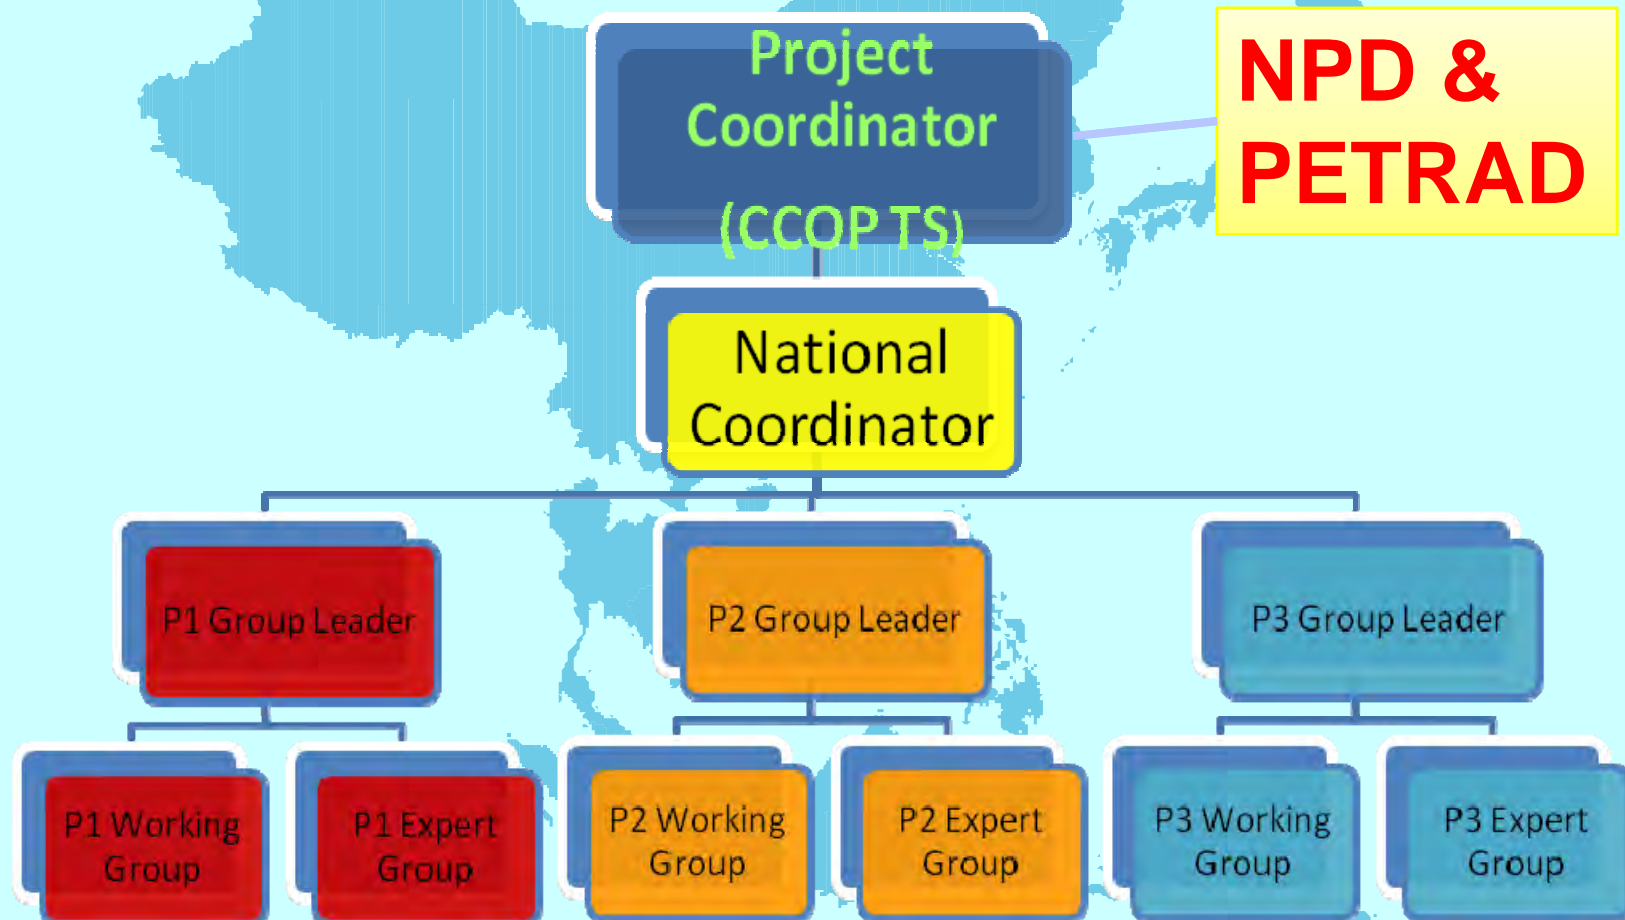 Project
Coordinator
(CCOP TS)
NPD &
PETRAD
National
Coordinator
P1 Group Leader
P2 Group Leader
P3 Group Leader
P1 Working
Group
P1 Expert
Group
P2 Working
Group
P2 Expert
Group
P3 Working
Group
P3 Expert
Group